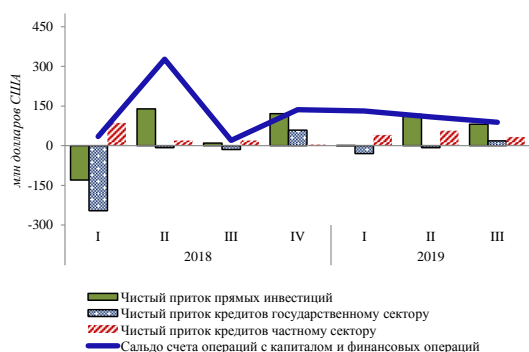 млн долларов США
450
300
150
0
-150
-300
I II III IV I II III
2018 2019
Чистый приток прямых инвестиций
Чистый приток кредитов государственному сектору
Чистый приток кредитов частному сектору
Сальдо счета операций с капиталом и финансовых операций